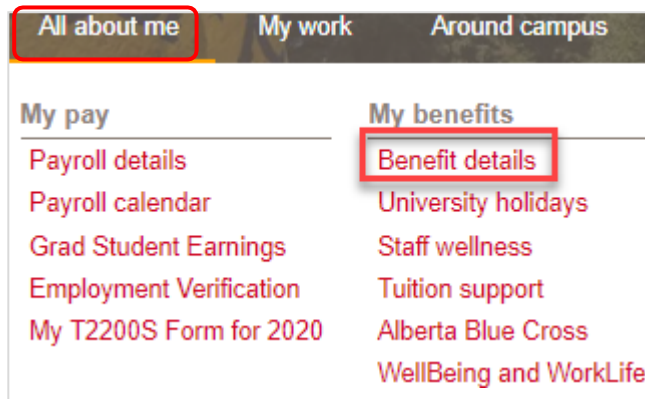 All about me My work Around campus
My pay
Payroll details
Payroll calendar
Grad Student Earnings
Employment Verification
My T2200S Form for 2020
My benefits
Benefit details
University holidays
Staff wellness
Tuition support
Alberta Blue Cross
WellBeing and WorkLife